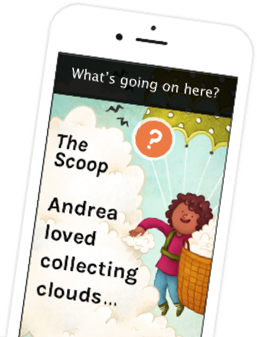 What's going on here?
?
The
Scoop
Andrea
loved
collecting
clouds...